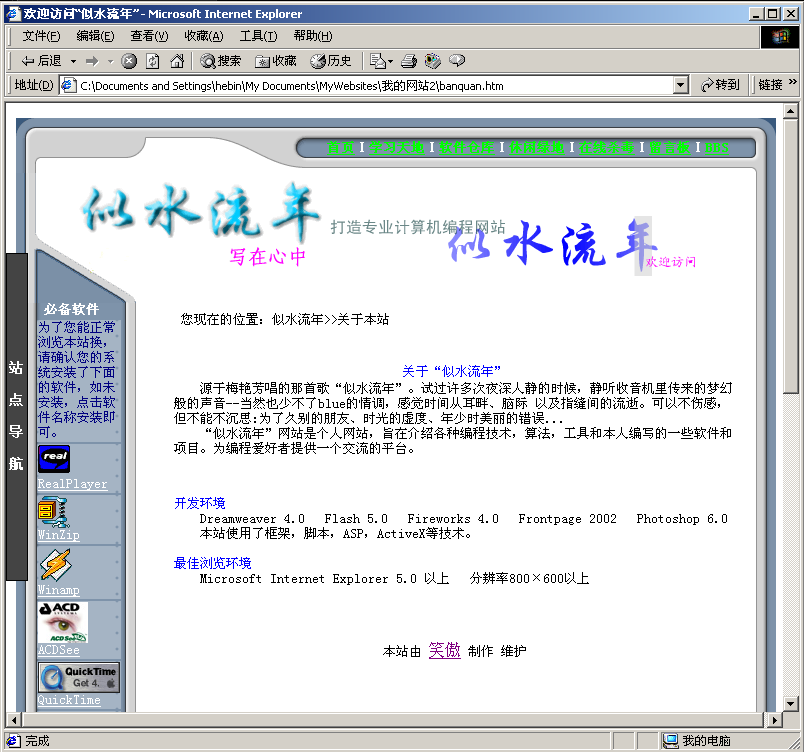 欢迎访问“似水流年” - Microsoft Internet Explorer
文件(F) 编辑(E) 查看(V) 收藏(A) 工具(T) 帮助(H)
后退 搜索 收藏 历史
地址(D) C:\Documents and Settings\hebin\My Documents\MyWebsites\我的网站2\banquan.htm 转到 链接 »
首页 I I I I I I
似水流年 打造专业计算机编程网站
似水流年
写在心中
欢迎访问
您现在的位置: 似水流年>>关于本站
站
点
导
航
必备软件
为了您能正常
浏览本站换,
请确认您的系
统安装了下面
的软件, 如未
安装, 点击软
件名称安装即
可。
real
RealPlayer
WinZip
Winamp
ACD
SYSTEMS
ACDSee
ACDSee
QuickTime
Get 4.
QuickTime
关于“似水流年”
源于梅艳芳唱的那首歌“似水流年”。试过许多次夜深人静的时候, 静听收音机里传来的梦幻
般的声音--当然也少不了blue的情调, 感觉时间从耳畔、脑际 以及指缝间的流逝。可以不伤感,
但不能不沉思:为了久别的朋友、时光的虚度、年少时美丽的错误...
“似水流年”网站是个人网站, 旨在介绍各种编程技术, 算法, 工具和本人编写的一些软件和
项目。为编程爱好者提供一个交流的平台。
开发环境
Dreamweaver 4.0 Flash 5.0 Fireworks 4.0 Frontpage 2002 Photoshop 6.0
本站使用了框架, 脚本, ASP, ActiveX等技术。
最佳浏览环境
Microsoft Internet Explorer 5.0 以上 分辨率800×600以上
本站由 笑傲 制作 维护
完成 我的电脑